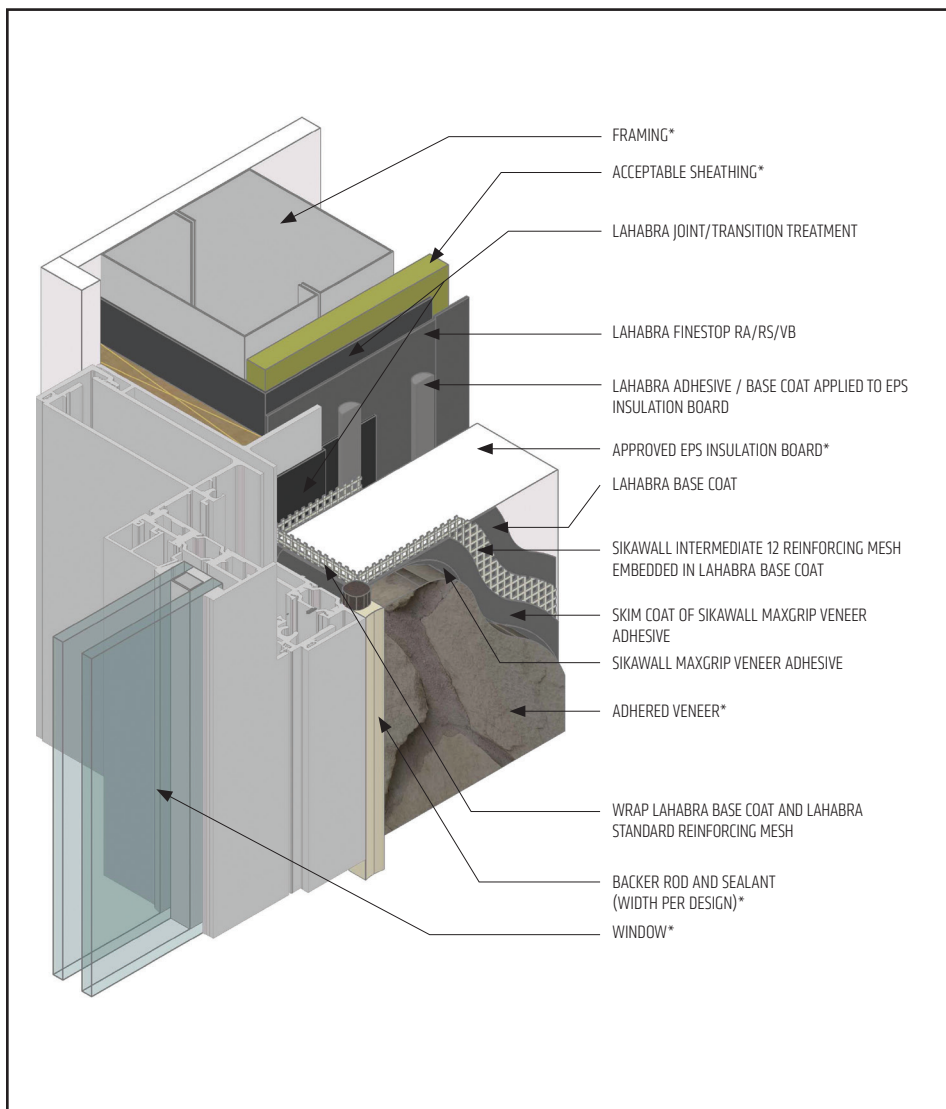 FRAMING*
ACCEPTABLE SHEATHING*
LAHABRA JOINT/TRANSITION TREATMENT
LAHABRA FINESTOP RA/RS/VB
LAHABRA ADHESIVE / BASE COAT APPLIED TO EPS
INSULATION BOARD
APPROVED EPS INSULATION BOARD*
LAHABRA BASE COAT
SIKAWALL INTERMEDIATE 12 REINFORCING MESH
EMBEDDED IN LAHABRA BASE COAT
SKIM COAT OF SIKAWALL MAXGRIP VENEER
ADHESIVE
SIKAWALL MAXGRIP VENEER ADHESIVE
ADHERED VENEER*
WRAP LAHABRA BASE COAT AND LAHABRA
STANDARD REINFORCING MESH
BACKER ROD AND SEALANT
(WIDTH PER DESIGN)*
WINDOW*